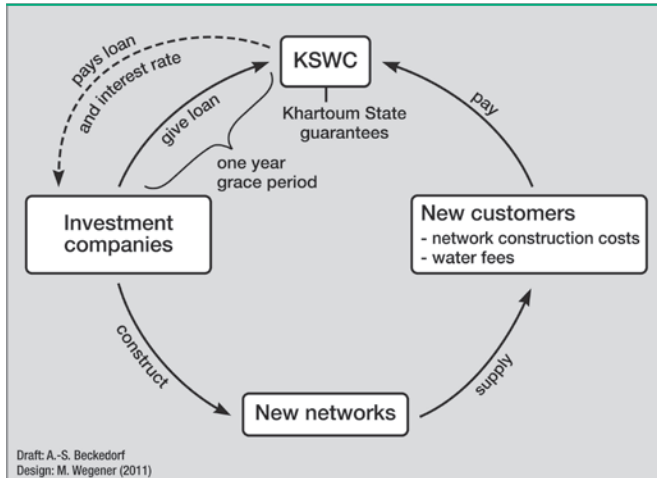 pays loan
and interest rate
KSWC
give loan
Khartoum State
guarantees
pay
one year
grace period
Investment
companies
New customers
- network construction costs
- water fees
construct
supply
New networks
Draft: A.-S. Beckedorf
Design: M. Wegener (2011)